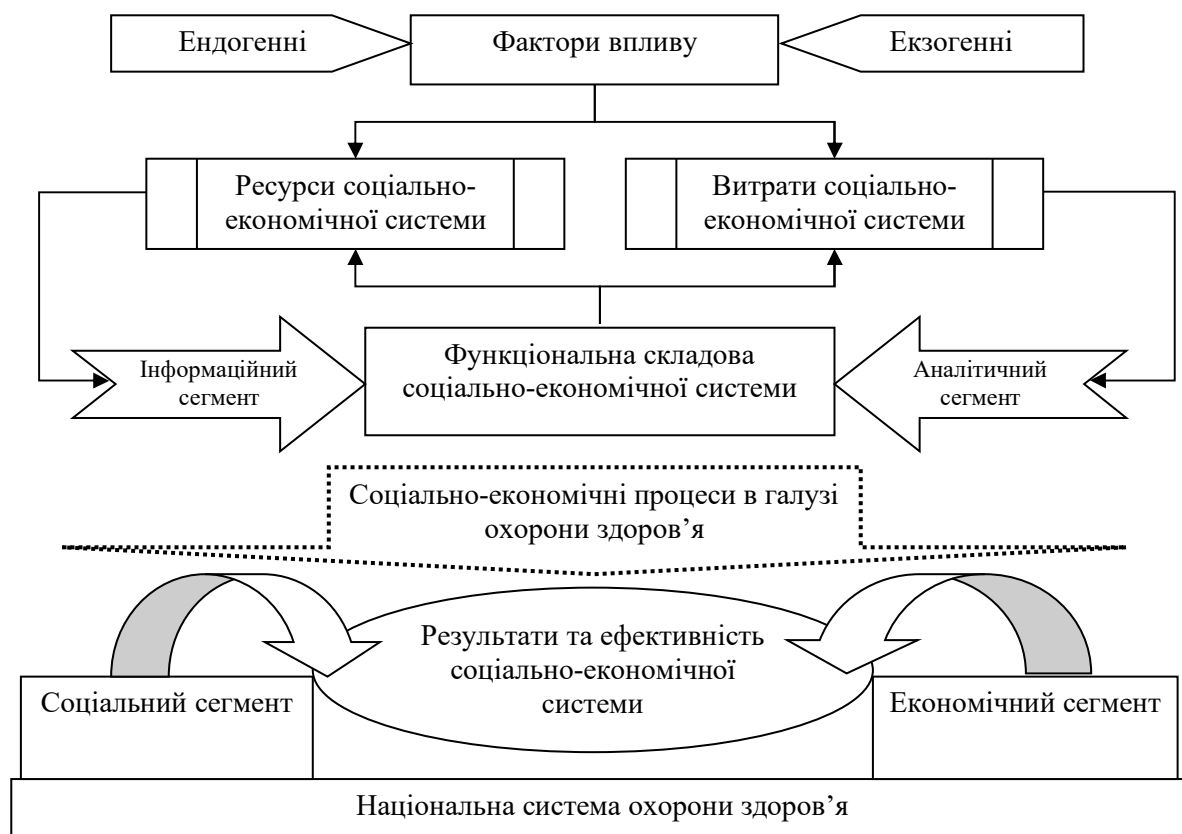 Ендогенні
Фактори впливу
Екзогенні
Ресурси соціально-
економічної системи
Витрати соціально-
економічної системи
Інформаційний
сегмент
Функціональна складова
соціально-економічної системи
Аналітичний
сегмент
Соціально-економічні процеси в галузі
охорони здоров’я
Результати та ефективність
соціально-економічної
системи
Соціальний сегмент
Економічний сегмент
Національна система охорони здоров’я